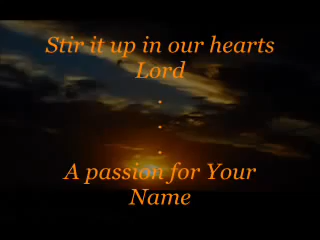 Stir it up in our hearts
Lord
.
.
.
A passion for Your
Name